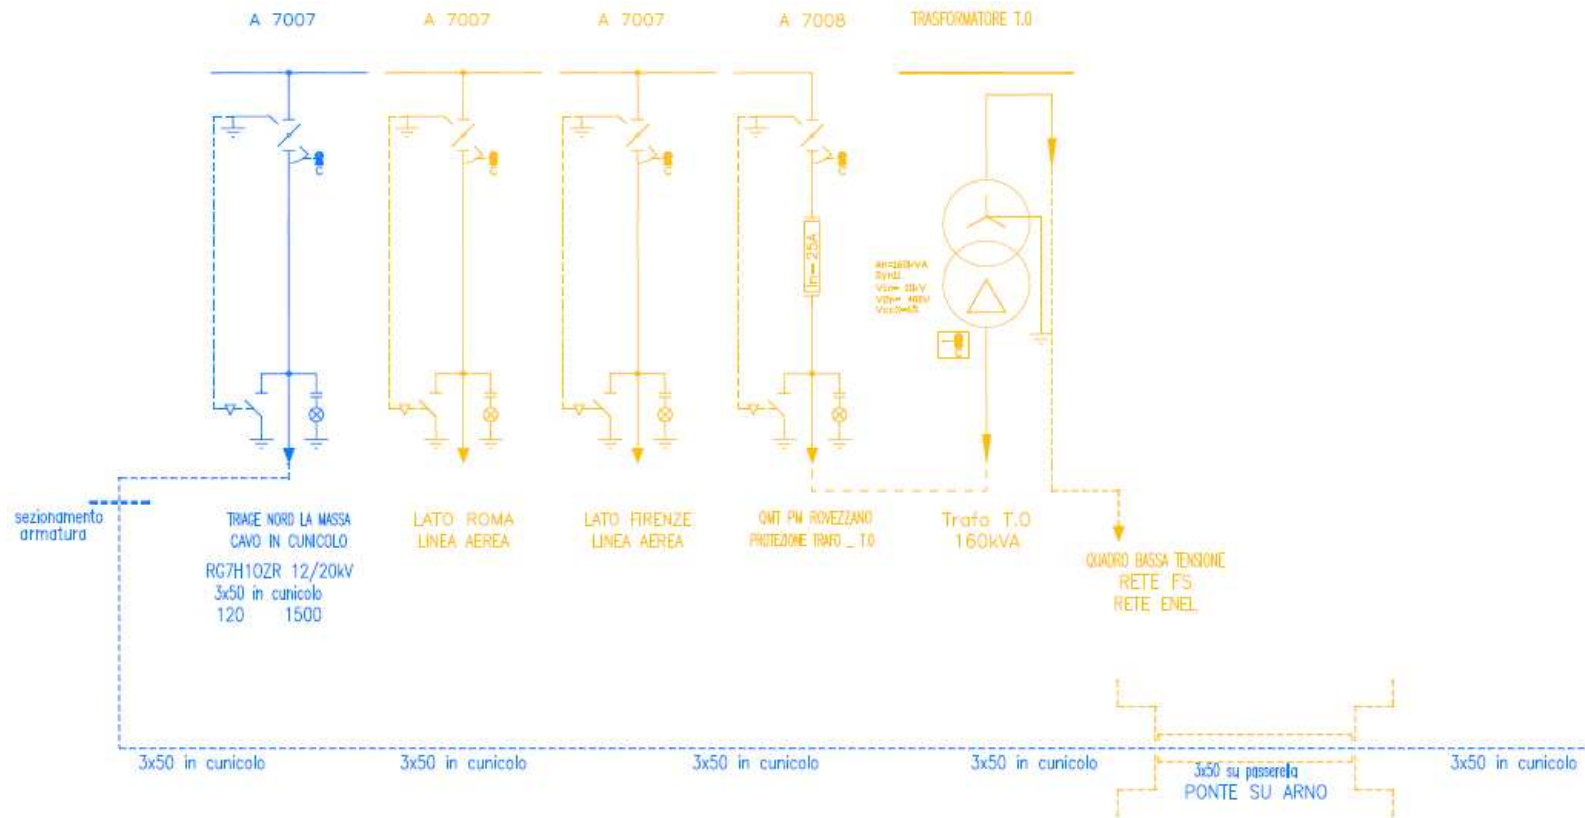 A 7007
A 7007
A 7007
A 7008
TRASFORMATORE T.O
In= 25A
sezionamento
armatura
TRIAGE NORD LA MASSA
CAVO IN CUNICOLO
RG7H1OZR 12/20kV
3x50 in cunicolo
120 1500
LATO ROMA
LINEA AEREA
LATO FIRENZE
LINEA AEREA
QMT PM ROVEZZANO
PROTEZIONE TRAFO _ T.O
Trafo T.O
160kVA
QUADRO BASSA TENSIONE
RETE FS
RETE ENEL
3x50 in cunicolo
3x50 in cunicolo
3x50 in cunicolo
3x50 in cunicolo
3x50 su passerella
PONTE SU ARNO
3x50 in cunicolo